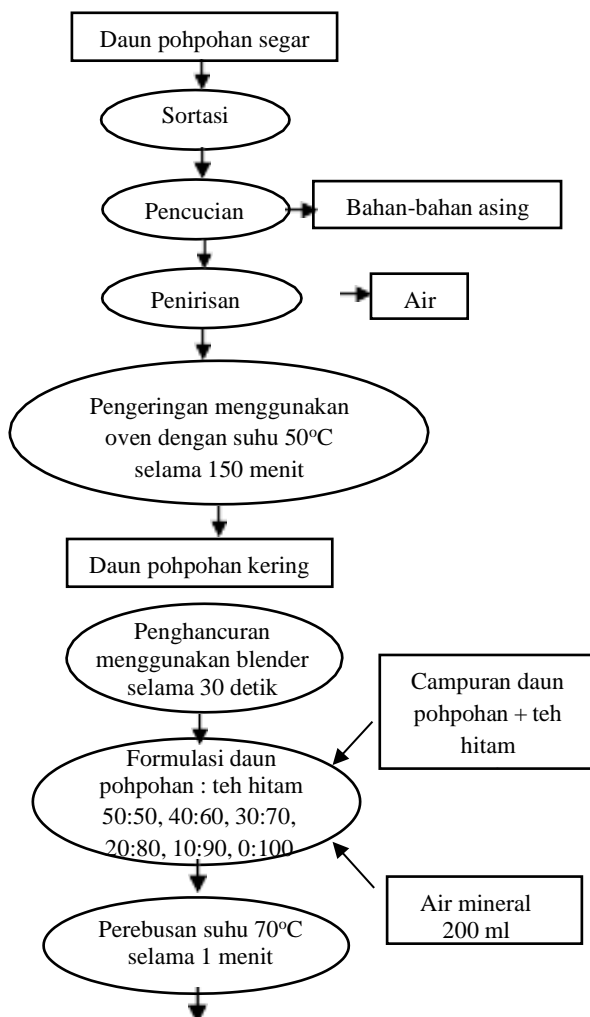 Daun pohpohan segar
Sortasi
Pencucian
Bahan-bahan asing
Penirisan
Air
Pengeringan menggunakan
oven dengan suhu 50°C
selama 150 menit
Daun pohpohan kering
Penghancuran
menggunakan blender
selama 30 detik
Campuran daun
pohpohan + teh
hitam
Formulasi daun
pohpohan : teh hitam
50:50, 40:60, 30:70,
20:80, 10:90, 0:100
Air mineral
200 ml
Perebusan suhu 70°C
selama 1 menit